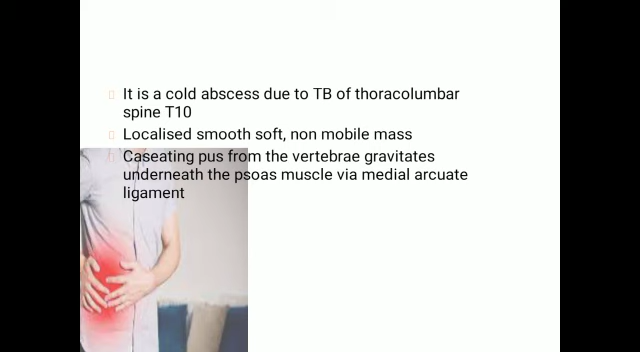 It is a cold abscess due to TB of thoracolumbar
spine T10
Localised smooth soft, non mobile mass
Caseating pus from the vertebrae gravitates
underneath the psoas muscle via medial arcuate
ligament